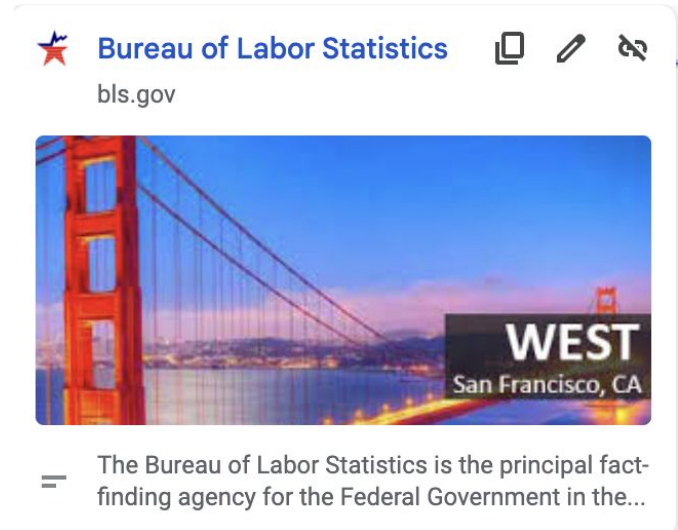 Bureau of Labor Statistics
bls.gov
WEST
San Francisco, CA
The Bureau of Labor Statistics is the principal fact-
finding agency for the Federal Government in the...